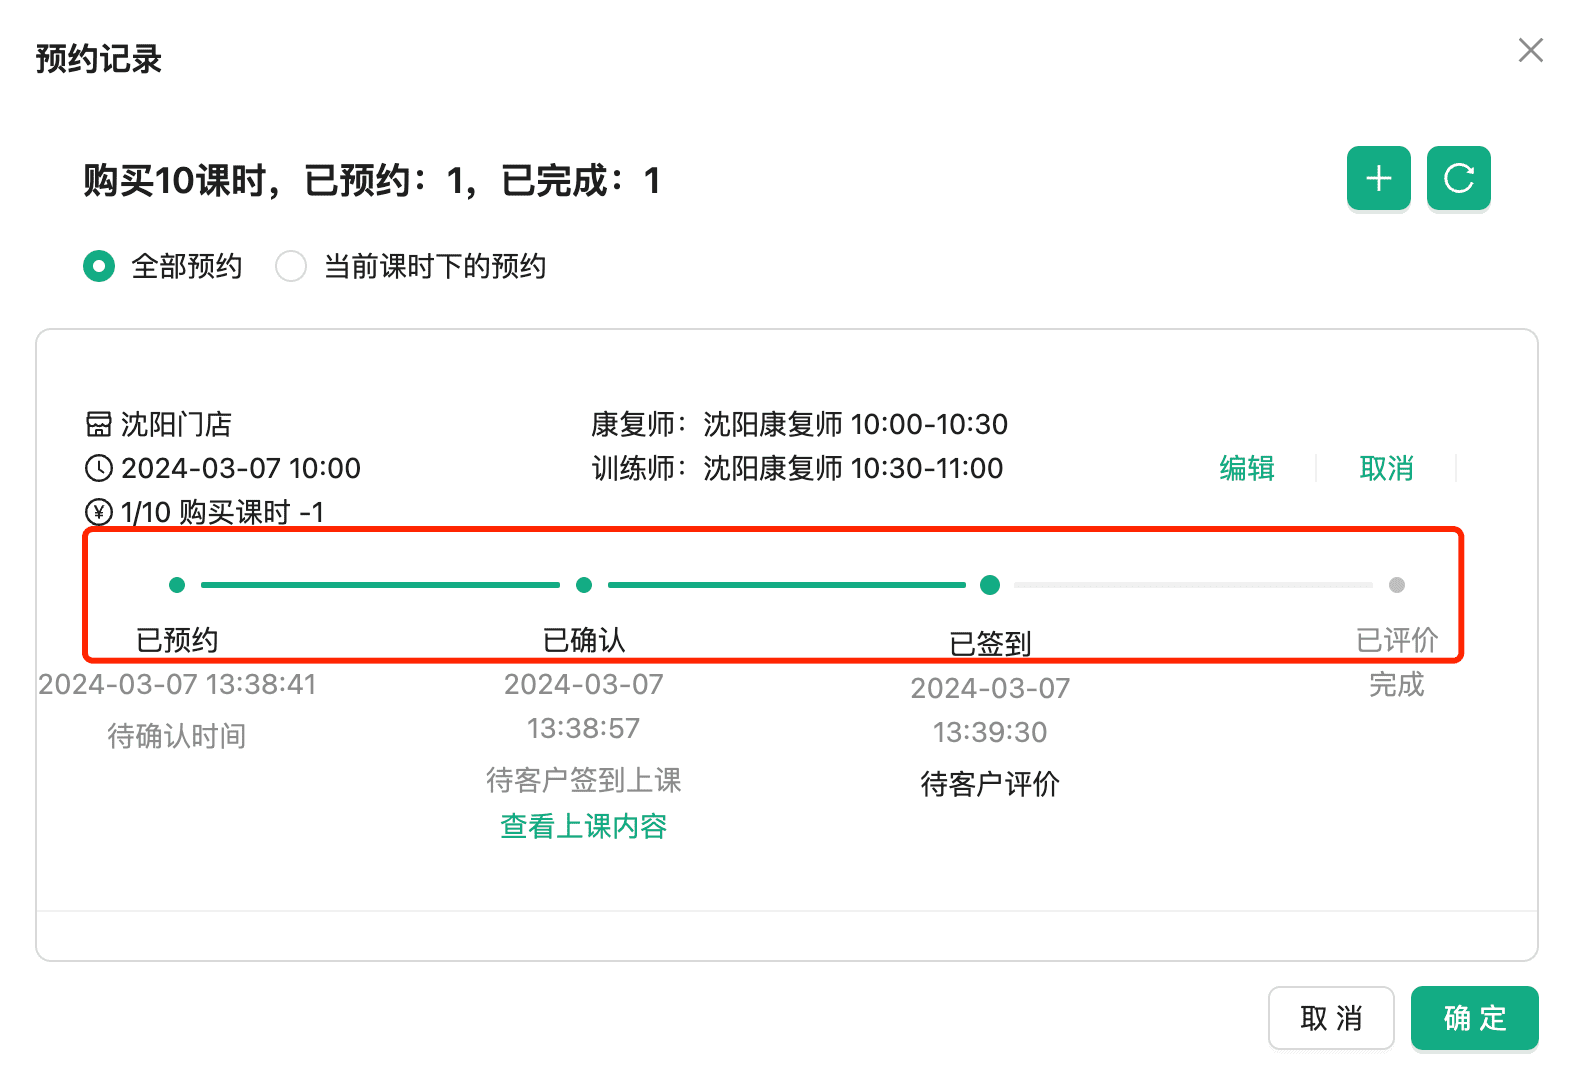 预约记录
购买10课时，已预约：1，已完成：1
全部预约 当前课时下的预约
沈阳门店
2024-03-07 10:00
1/10 购买课时 -1
康复师：沈阳康复师 10:00-10:30
训练师：沈阳康复师 10:30-11:00
编辑 取消
已预约
2024-03-07 13:38:41
待确认时间
已确认
2024-03-07
13:38:57
待客户签到上课
查看上课内容
已签到
2024-03-07
13:39:30
待客户评价
已评价
完成
取 消 确 定